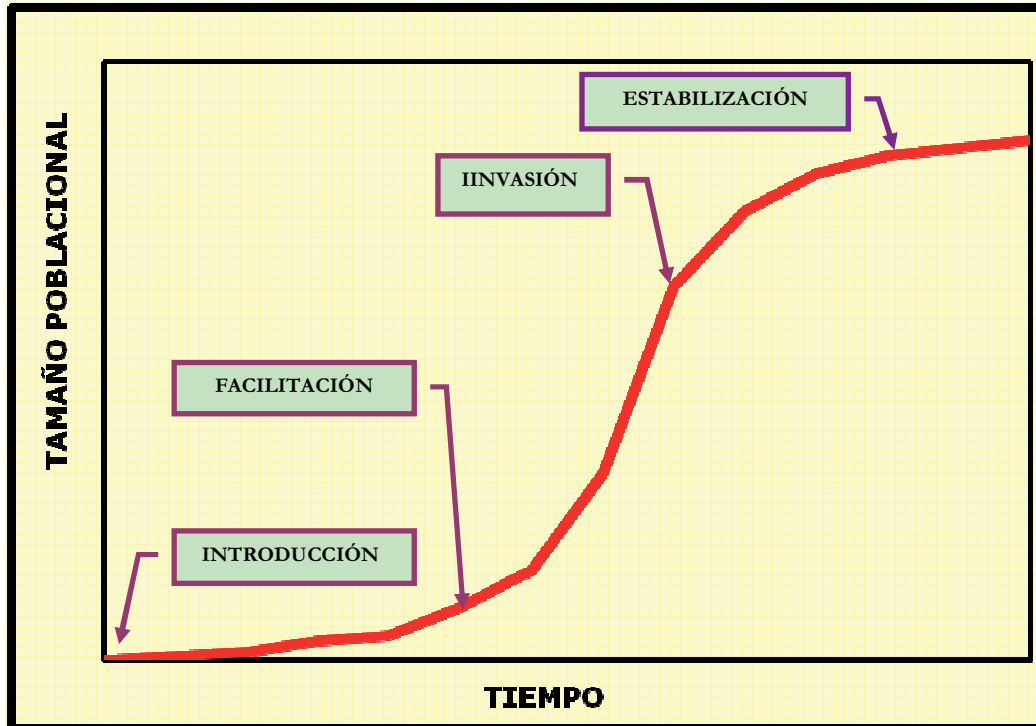 ESTABILIZACIÓN
IINVASIÓN
FACILITACIÓN
INTRODUCCIÓN
TAMAÑO POBLACIONAL
TIEMPO